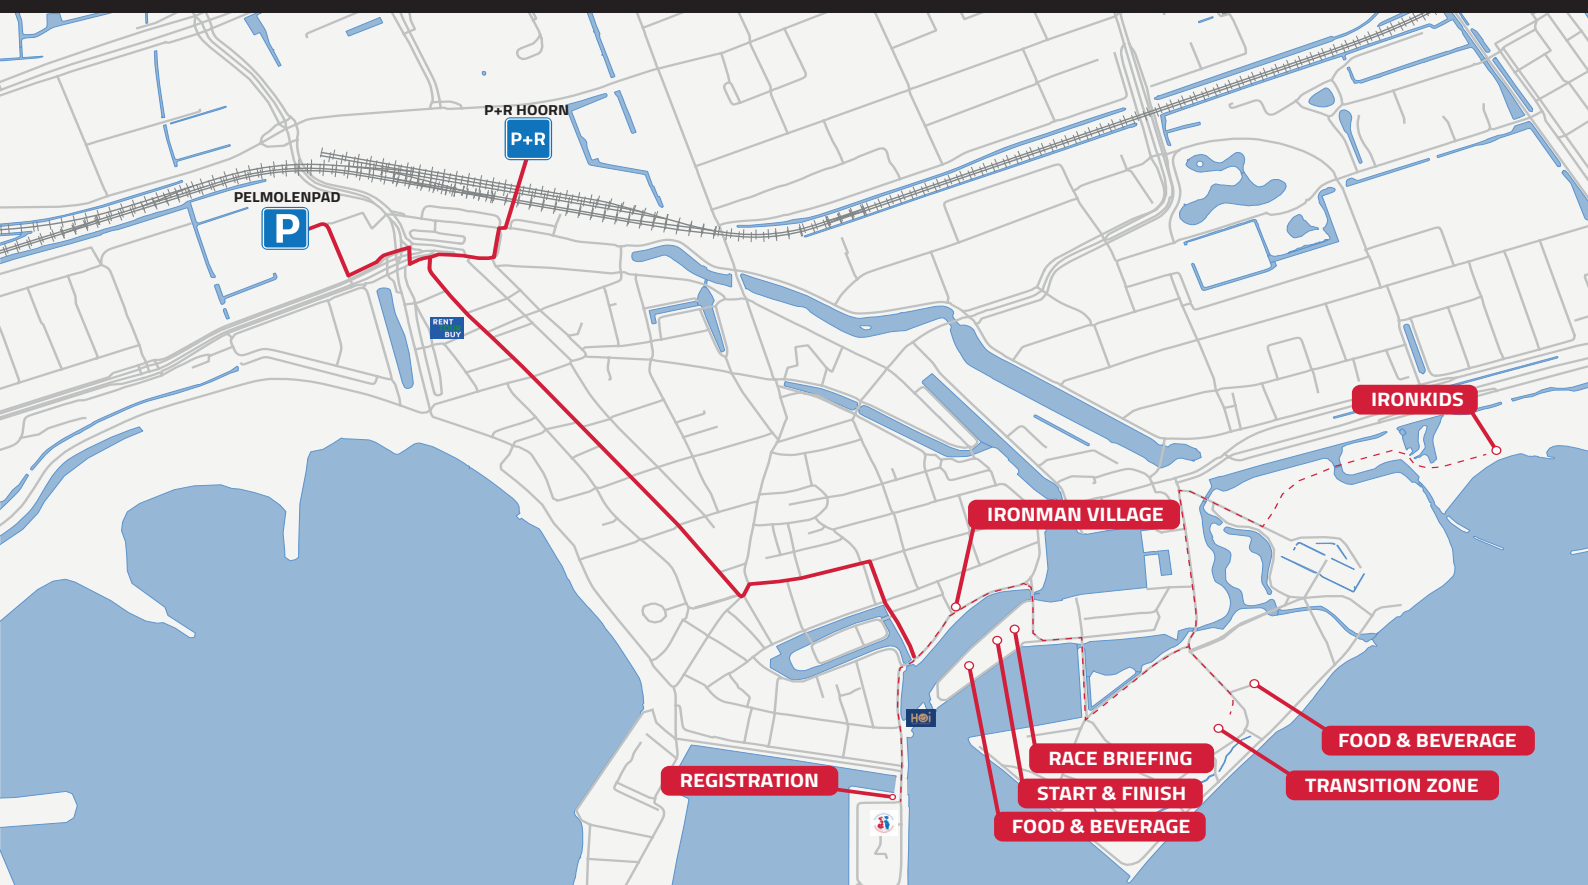 P+R HOORN
P+R
PELMOLENPAD
P
RENT
BUY
IRONKIDS
IRONMAN VILLAGE
HOi
RACE BRIEFING
START & FINISH
FOOD & BEVERAGE
REGISTRATION
FOOD & BEVERAGE
TRANSITION ZONE